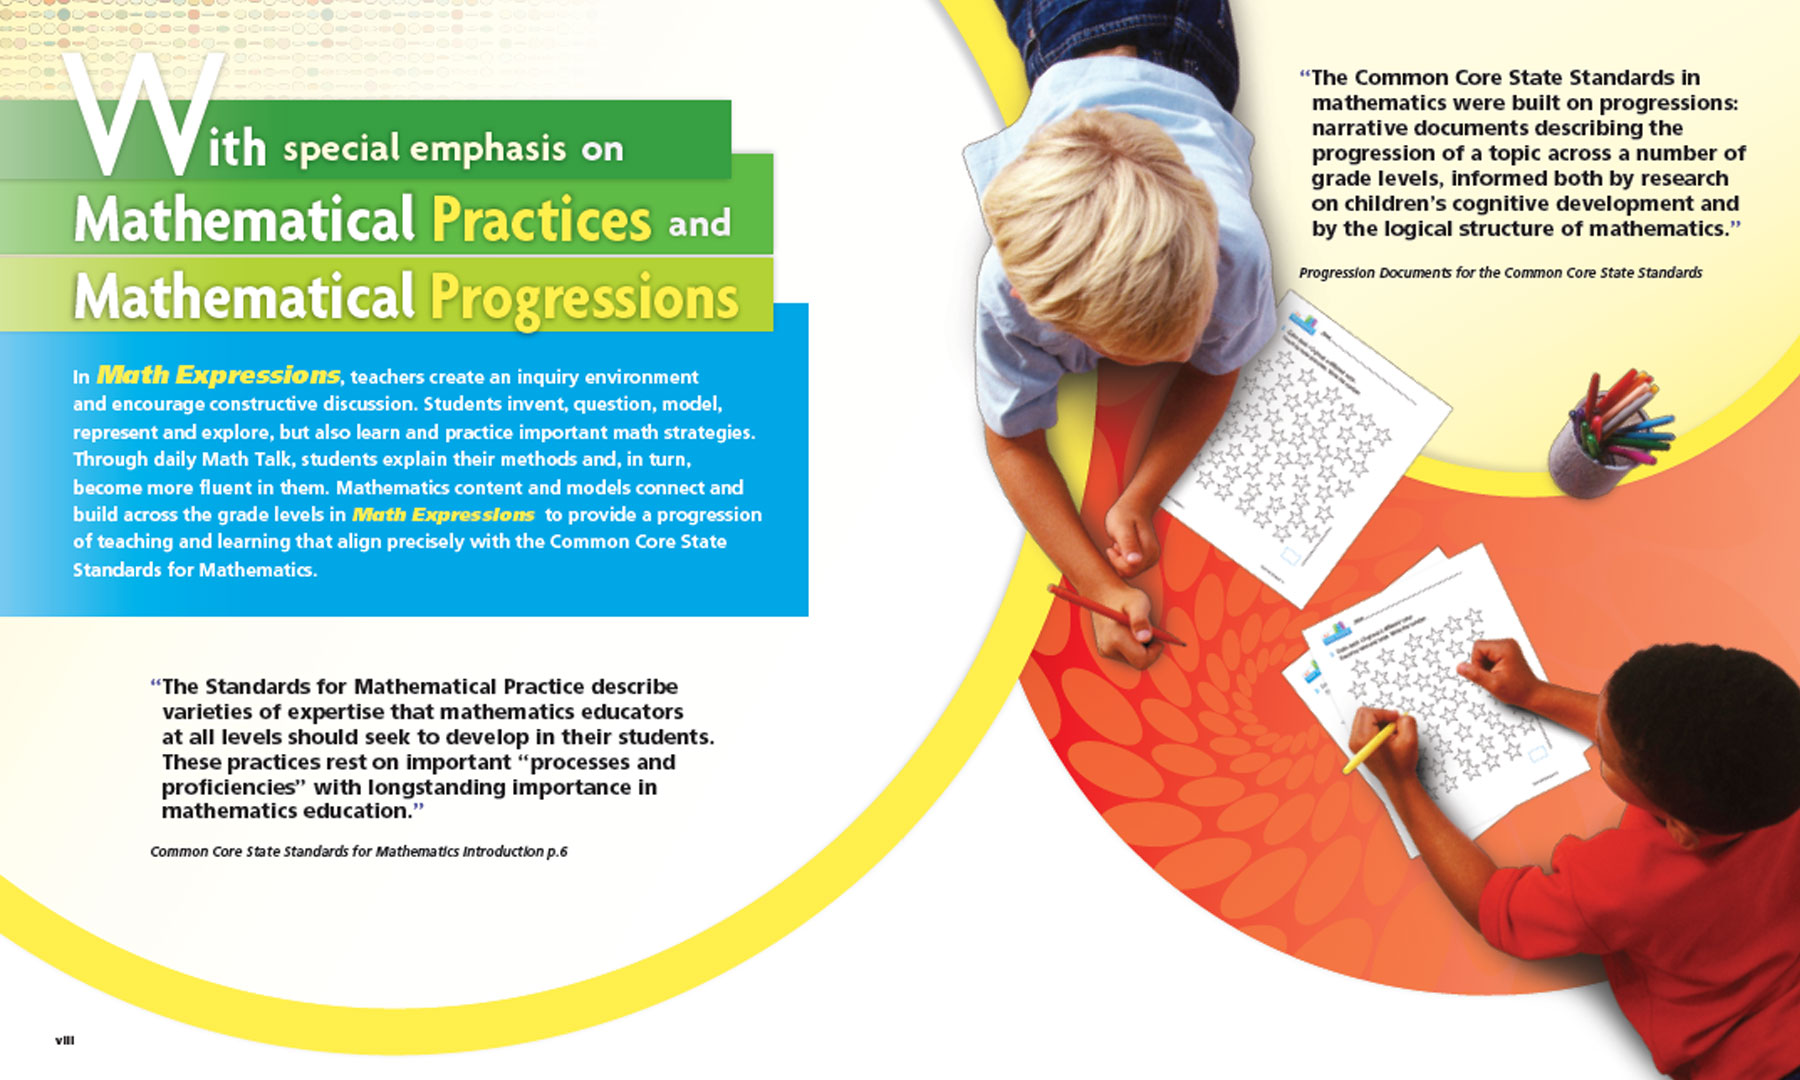 With special emphasis on
Mathematical Practices and
Mathematical Progressions
In Math Expressions, teachers create an inquiry environment
and encourage constructive discussion. Students invent, question, model,
represent and explore, but also learn and practice important math strategies.
Through daily Math Talk, students explain their methods and, in turn,
become more fluent in them. Mathematics content and models connect and
build across the grade levels in Math Expressions to provide a progression
of teaching and learning that align precisely with the Common Core State
Standards for Mathematics.
“The Standards for Mathematical Practice describe
varieties of expertise that mathematics educators
at all levels should seek to develop in their students.
These practices rest on important “processes and
proficiencies” with longstanding importance in
mathematics education.”
Common Core State Standards for Mathematics Introduction p.6
viii
“The Common Core State Standards in
mathematics were built on progressions:
narrative documents describing the
progression of a topic across a number of
grade levels, informed both by research
on children’s cognitive development and
by the logical structure of mathematics.”
Progression Documents for the Common Core State Standards